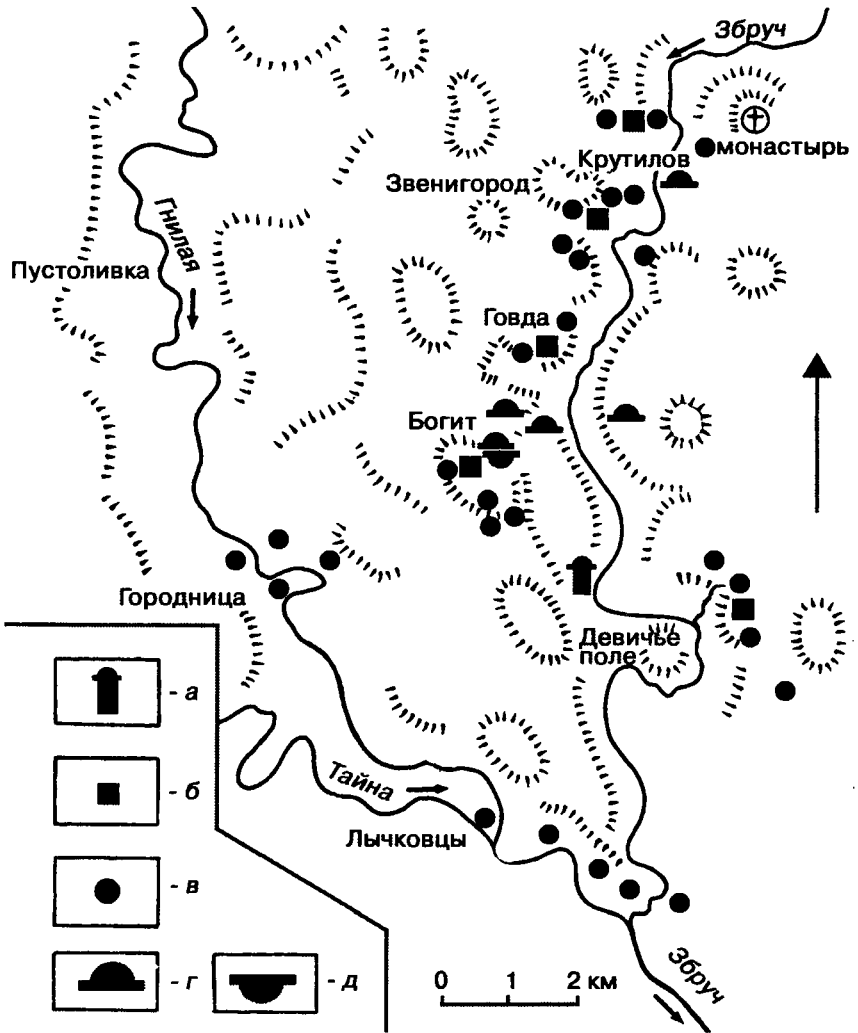 Збруч
монастырь
Крутилов
Звенигород
Гнилая
Пустоливка
Говда
Богит
Городница
Девичье
поле
- а
- б
Тайна
Лычковцы
- в
- г
- д
0 1 2 км
Збруч